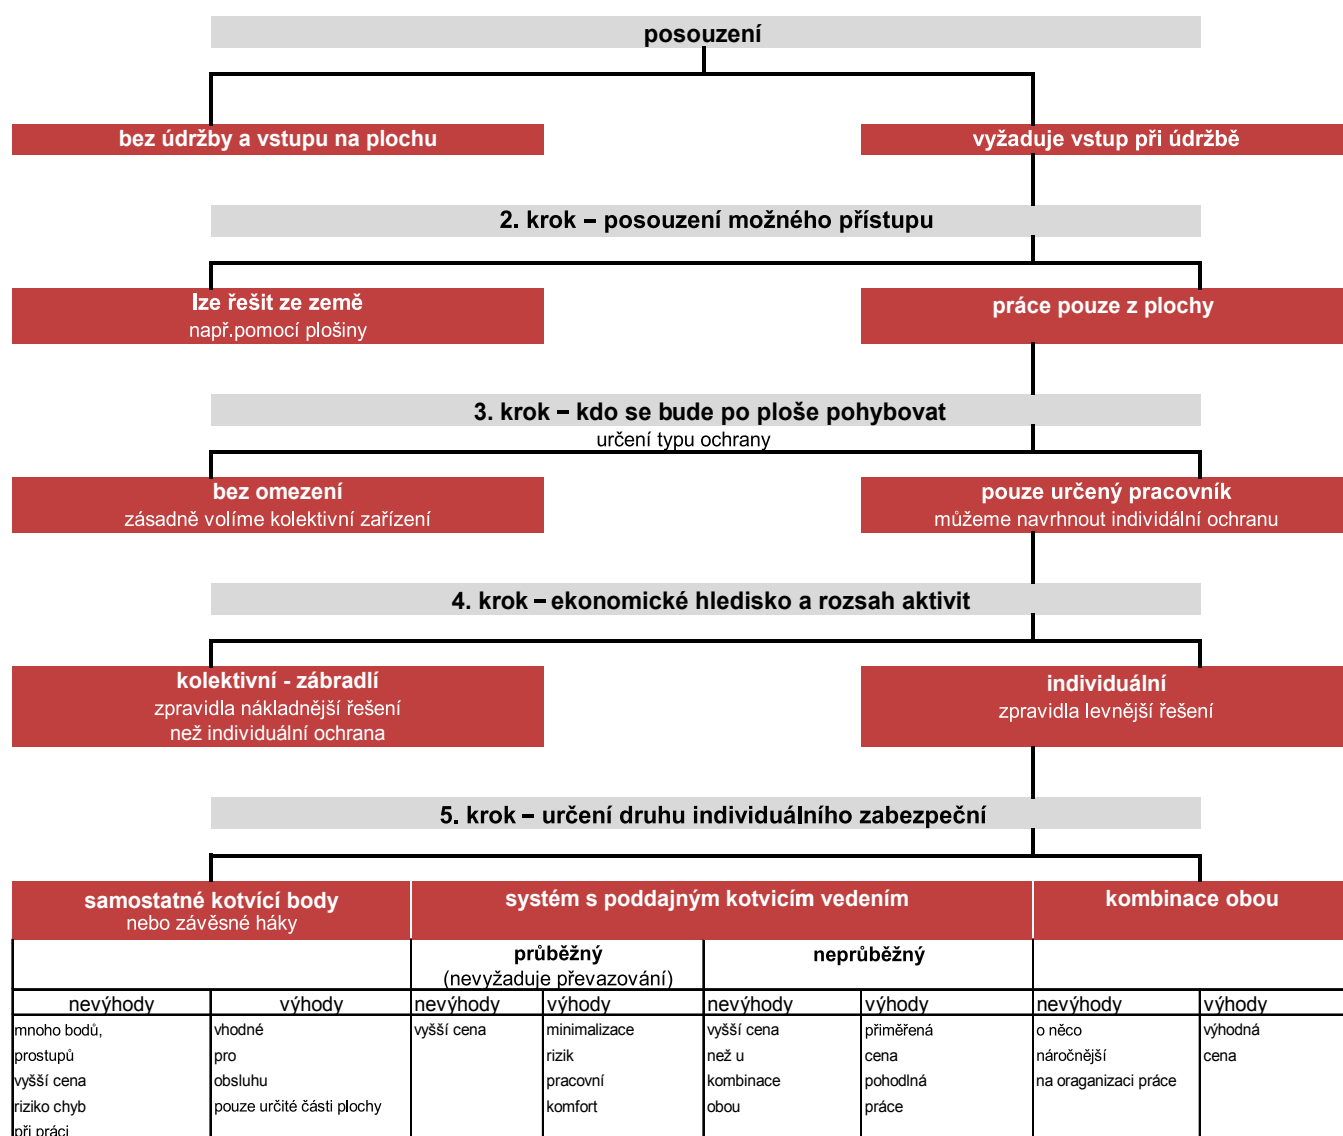 posouzení
bez údržby a vstupu na plochu
vyžaduje vstup při údržbě
2. krok – posouzení možného přístupu
lze řešit ze země
např.pomocí plošiny
práce pouze z plochy
3. krok – kdo se bude po ploše pohybovat
určení typu ochrany
bez omezení
zásadně volíme kolektivní zařízení
pouze určený pracovník
můžeme navrhnout individální ochranu
4. krok – ekonomické hledisko a rozsah aktivit
kolektivní - zábradlí
zpravidla nákladnější řešení
než individuální ochrana
individuální
zpravidla levnější řešení
5. krok – určení druhu individuálního zabezpeční
samostatné kotvící body
nebo závěsné háky
systém s poddajným kotvicím vedením
kombinace obou
průběžný
(nevyžaduje převazování)
neprůběžný
nevýhody
výhody
nevýhody
výhody
nevýhody
výhody
nevýhody
výhody
mnoho bodů,
prostupů
vyšší cena
riziko chyb
při práci
vhodné
pro
obsluhu
pouze určité části plochy
vyšší cena
minimalizace
rizik
pracovní
komfort
vyšší cena
než u
kombinace
obou
přiměřená
cena
pohodlná
práce
o něco
náročnější
na oraganizaci práce
výhodná
cena